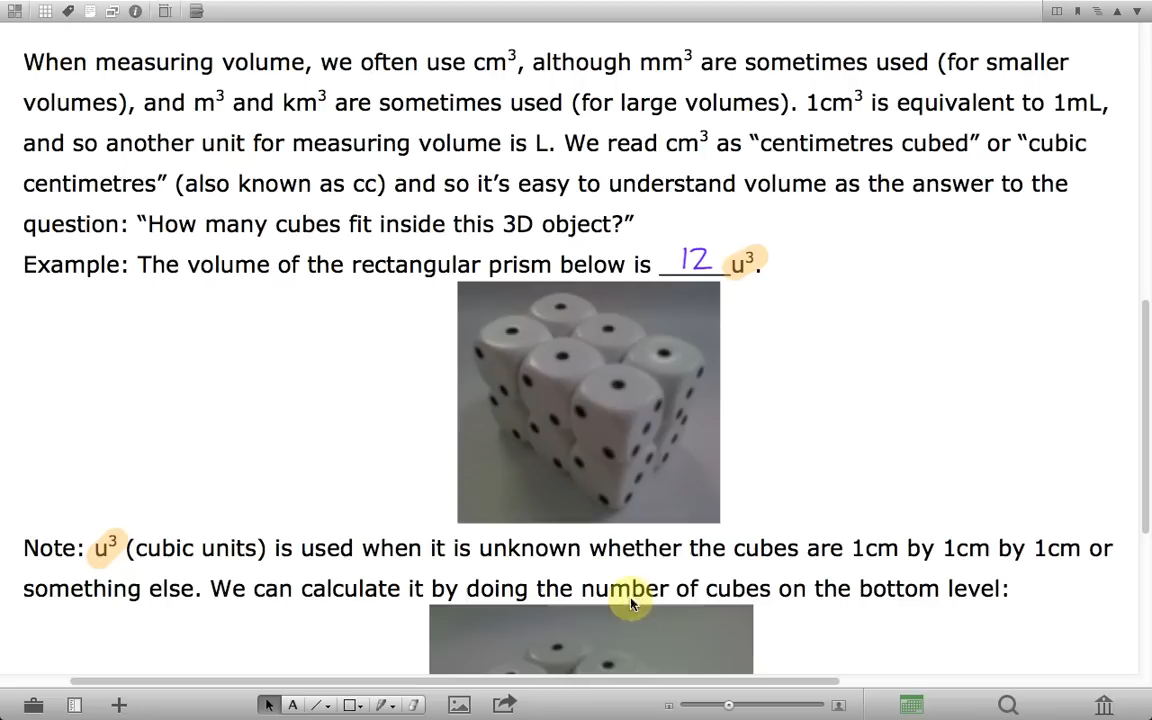 When measuring volume, we often use cm³, although mm³ are sometimes used (for smaller
volumes), and m³ and km³ are sometimes used (for large volumes). 1cm³ is equivalent to 1mL,
and so another unit for measuring volume is L. We read cm³ as “centimetres cubed” or “cubic
centimetres” (also known as cc) and so it’s easy to understand volume as the answer to the
question: “How many cubes fit inside this 3D object?”
Example: The volume of the rectangular prism below is 12 u³.
Note: u³ (cubic units) is used when it is unknown whether the cubes are 1cm by 1cm by 1cm or
something else. We can calculate it by doing the number of cubes on the bottom level:
A